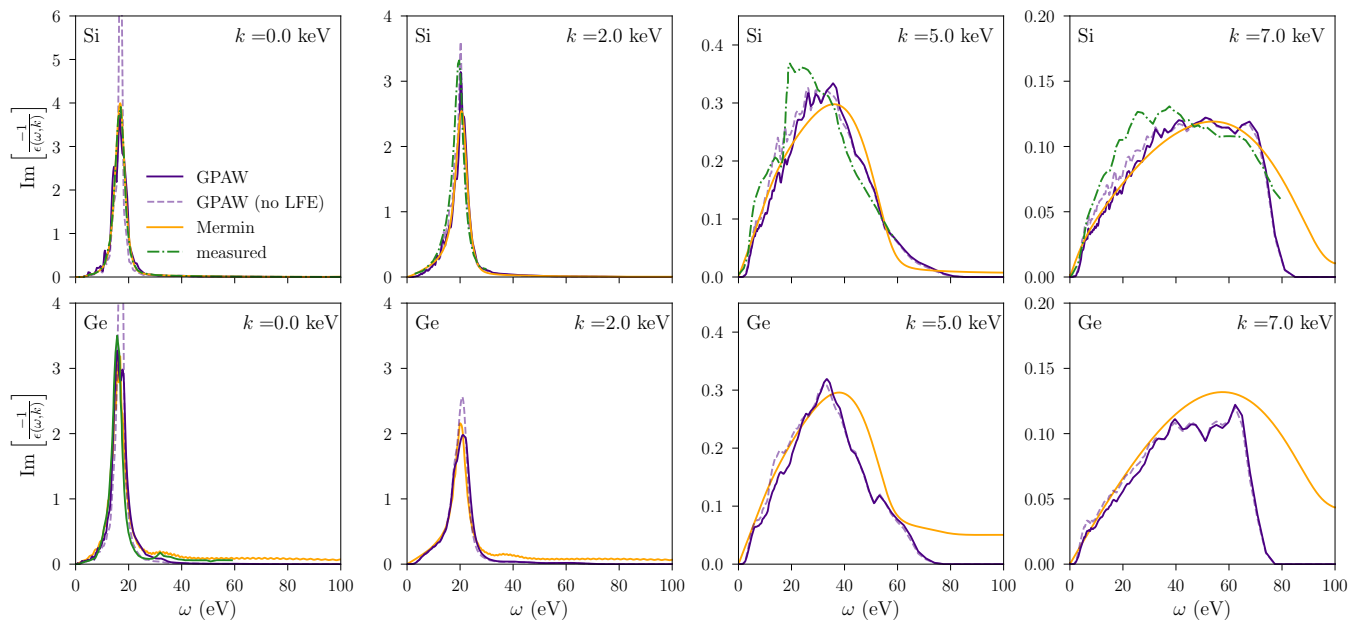 Si
k =0.0 keV
Im [−1/ϵ(ω,k)]
6
5
4
3
2
1
0
GPAW
GPAW (no LFE)
Mermin
measured
Si
k =2.0 keV
4
3
2
1
0
Si
k =5.0 keV
0.4
0.3
0.2
0.1
0.0
Si
k =7.0 keV
0.20
0.15
0.10
0.05
0.00
Ge
k =0.0 keV
Im [−1/ϵ(ω,k)]
4
3
2
1
0
0 20 40 60 80 100
ω (eV)
Ge
k =2.0 keV
4
3
2
1
0
0 20 40 60 80 100
ω (eV)
Ge
k =5.0 keV
0.4
0.3
0.2
0.1
0.0
0 20 40 60 80 100
ω (eV)
Ge
k =7.0 keV
0.20
0.15
0.10
0.05
0.00
0 20 40 60 80 100
ω (eV)